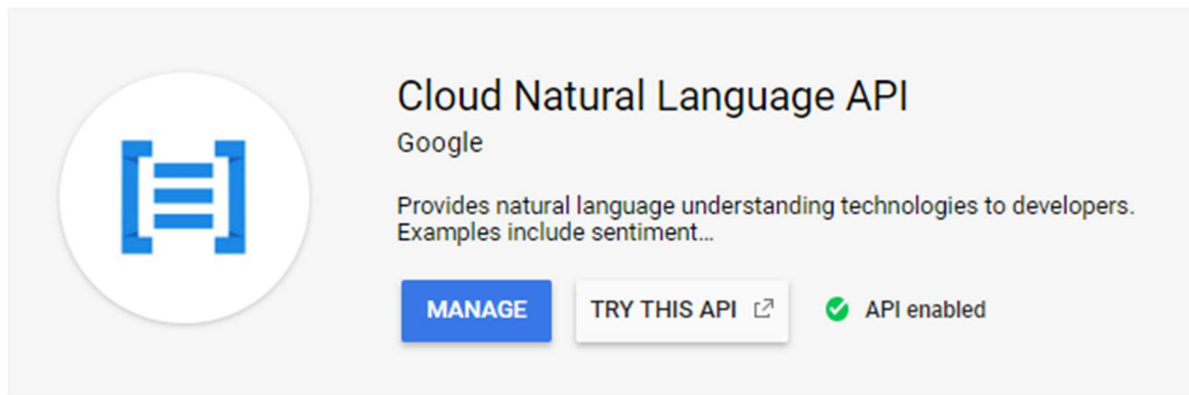 Cloud Natural Language API
Google
Provides natural language understanding technologies to developers.
Examples include sentiment...
MANAGE TRY THIS API API enabled